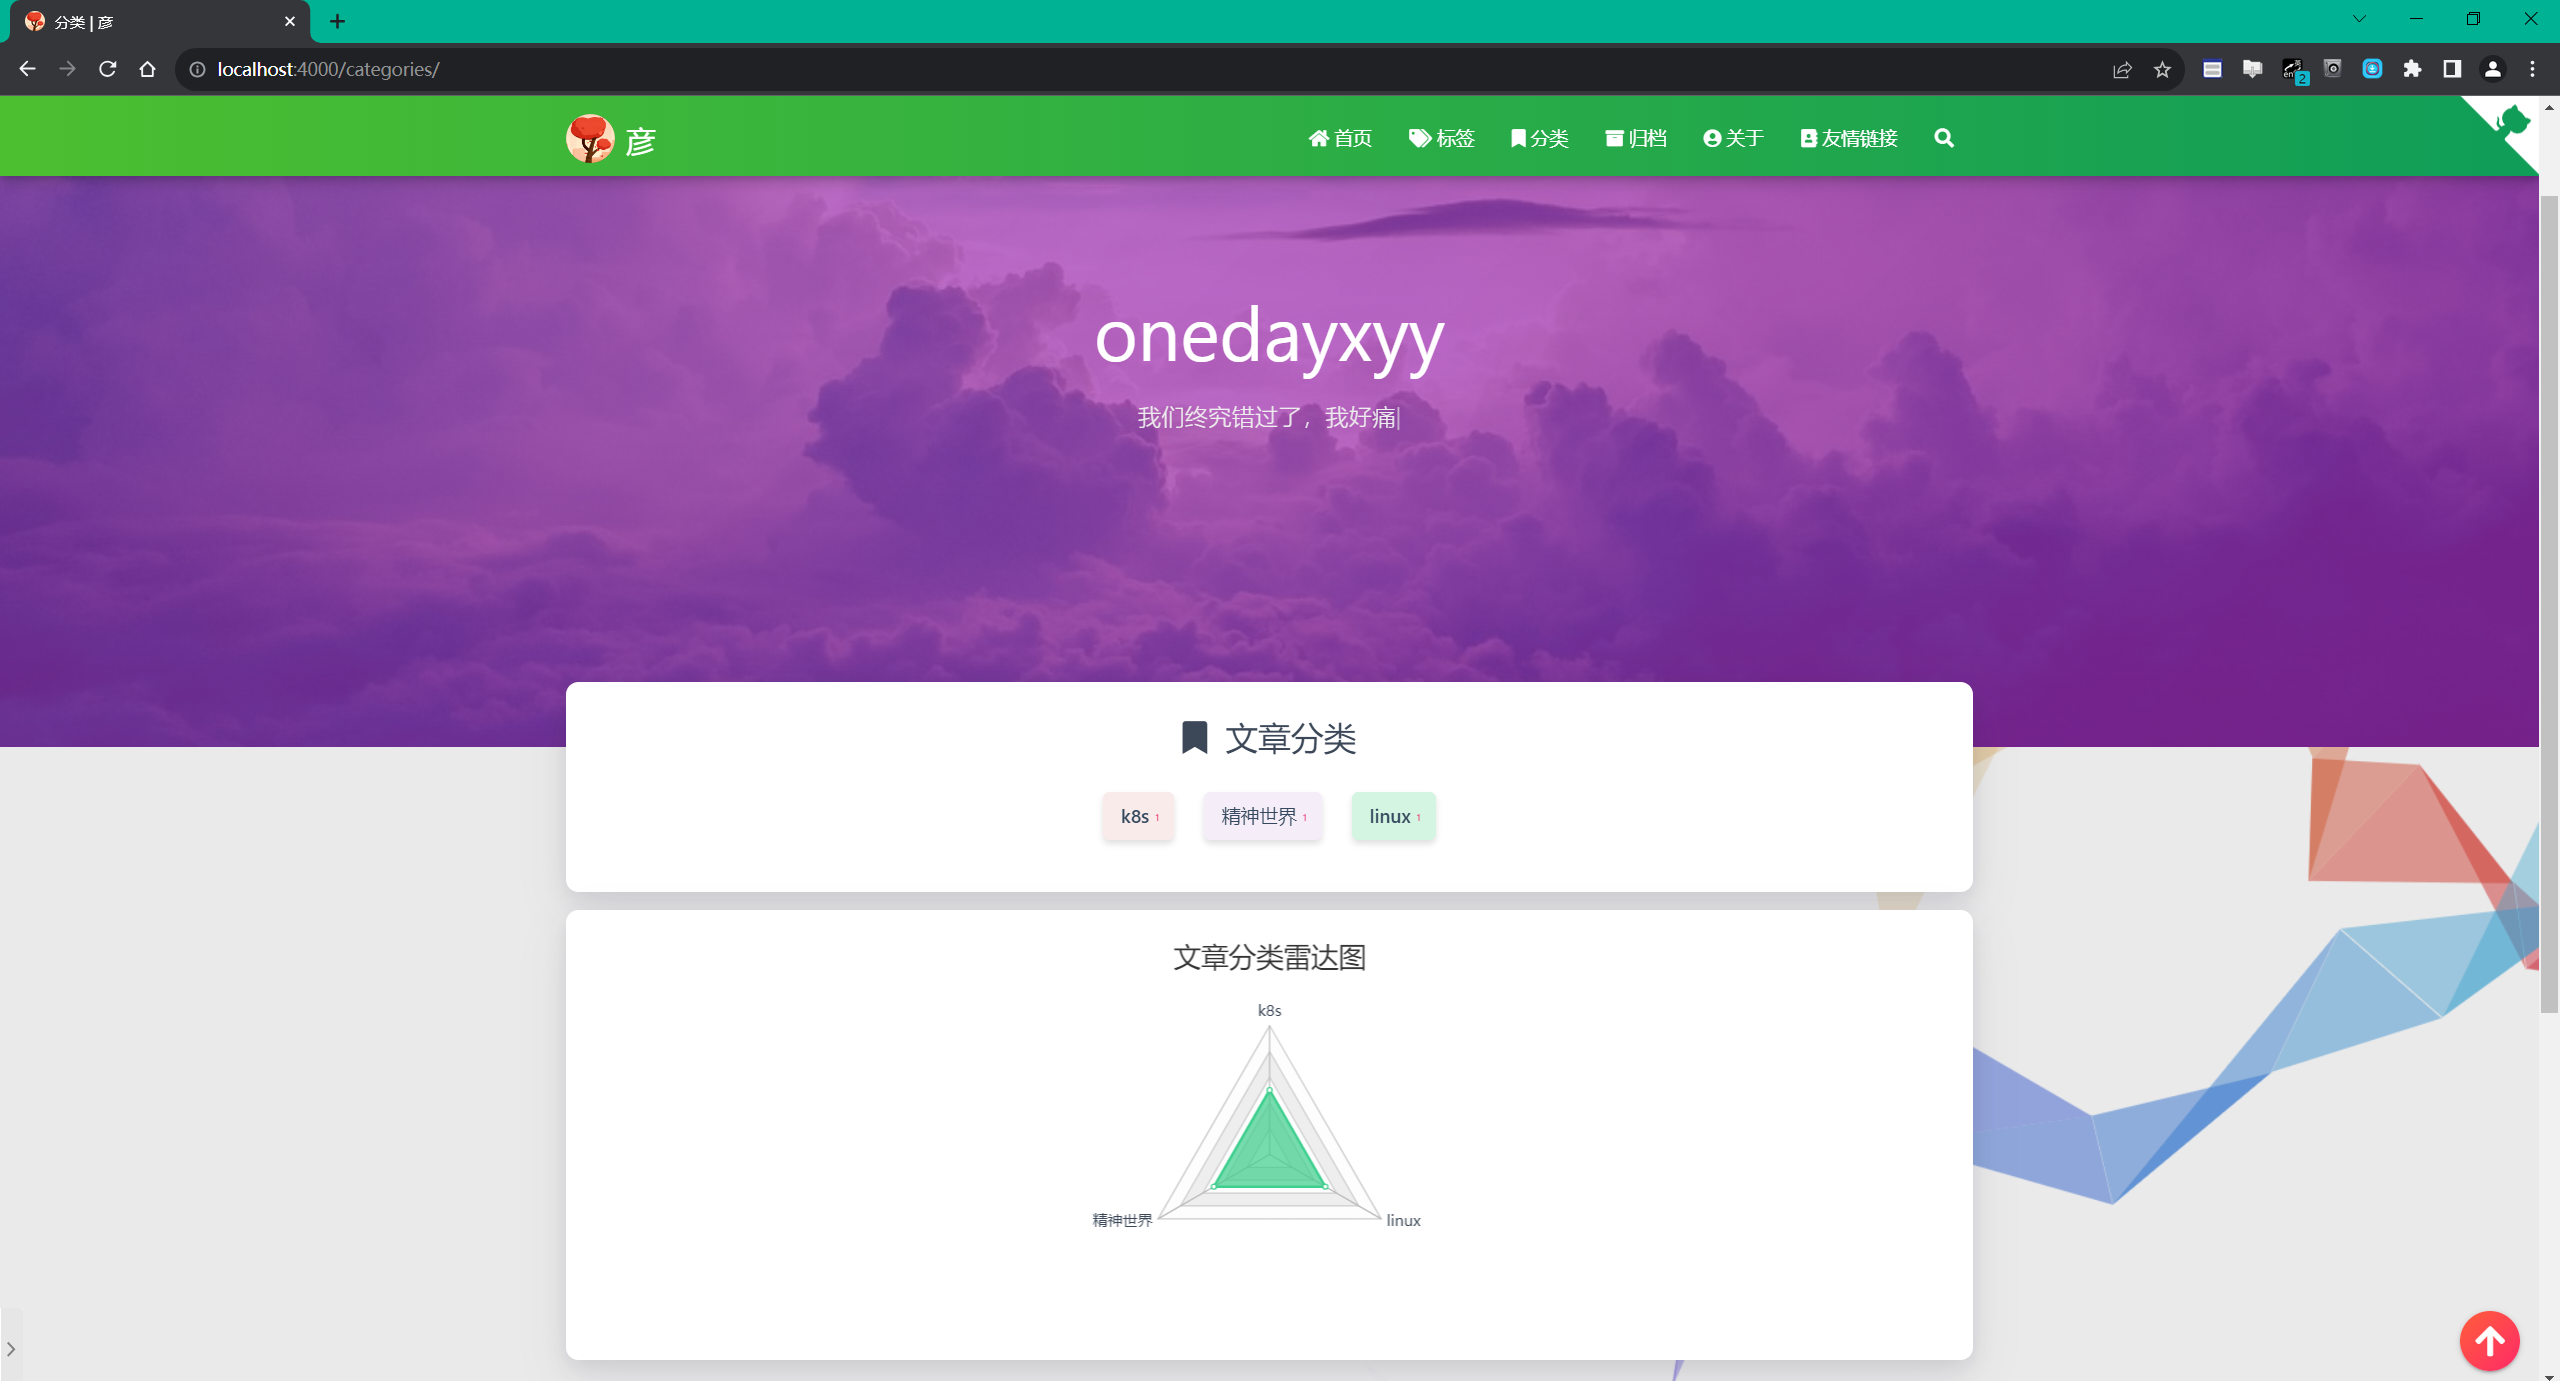 分类 | 彦
localhost:4000/categories/
2
彦
首页 标签 分类 归档 关于 友情链接
onedayxyy
我们终究错过了，我好痛|
文章分类
k8s 1 精神世界 1 linux 1
文章分类雷达图
k8s
精神世界 linux